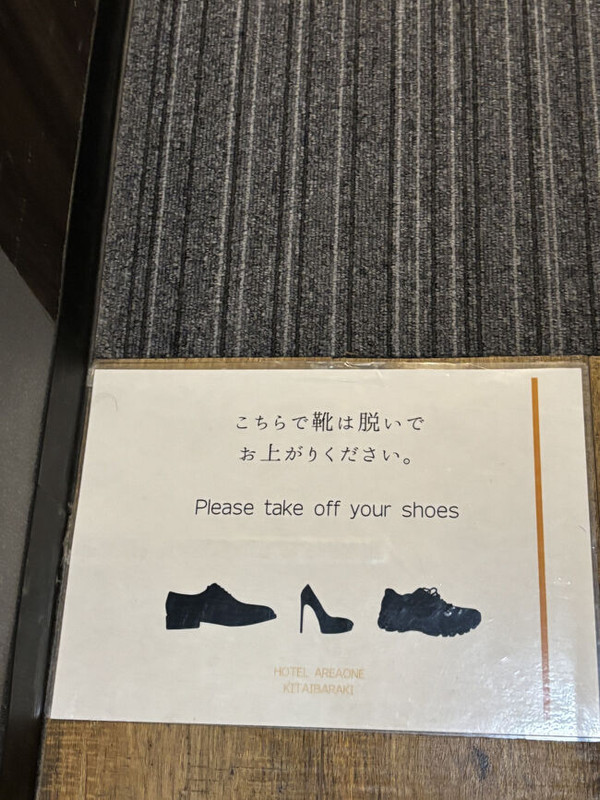 こちらで靴は脱いで
お上がりください。
Please take off your shoes
HOTEL AREAONE
KITAIBARAKI